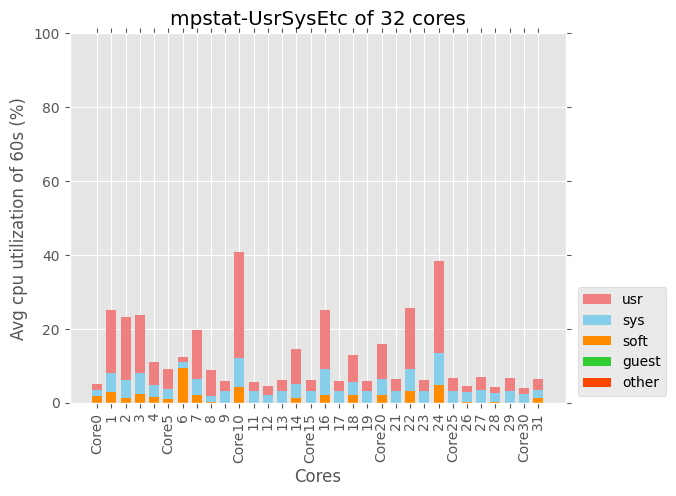 mpstat-UsrSysEtc of 32 cores
Avg cpu utilization of 60s (%)
100
80
60
40
20
0
Core0
1
2
3
4
Core5
6
7
8
9
Core10
11
12
13
14
Core15
16
17
18
19
Core20
21
22
23
24
Core25
26
27
28
29
Core30
31
Cores
usr
sys
soft
guest
other